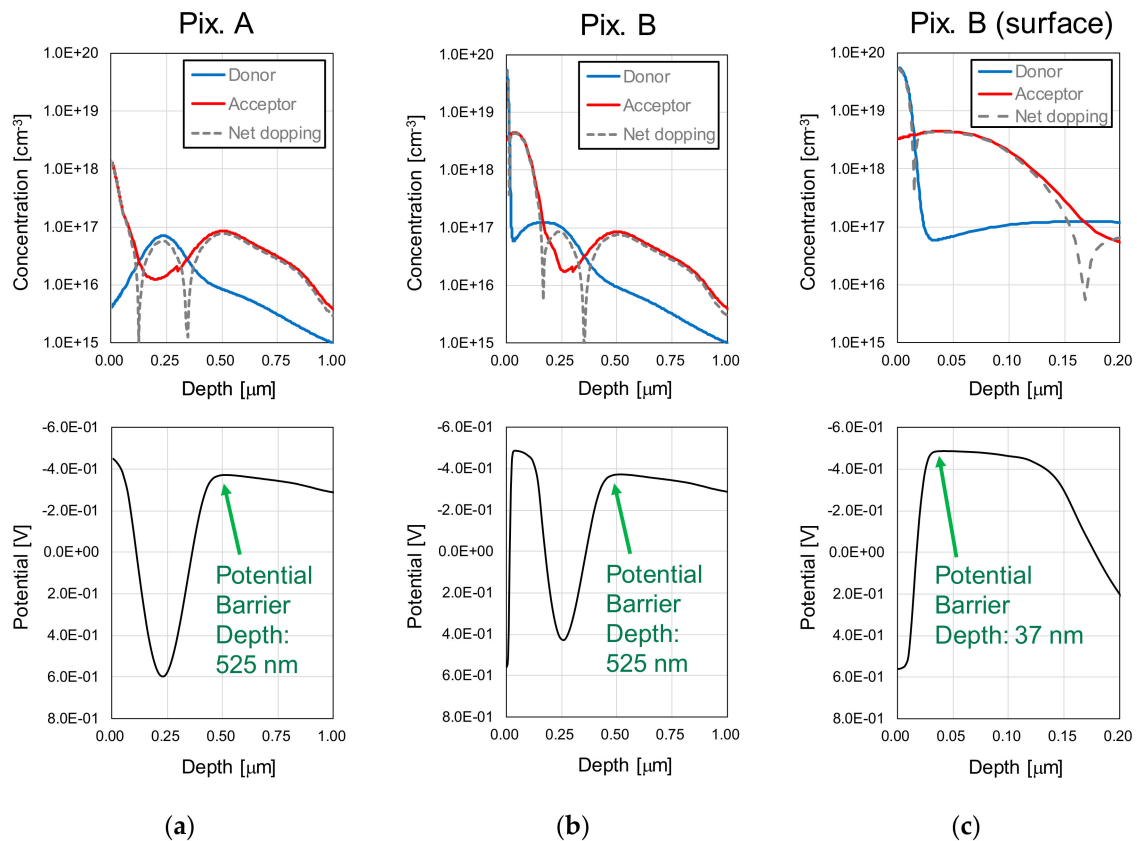 Pix. A
Concentration [cm-3]
1.0E+20
1.0E+19
1.0E+18
1.0E+17
1.0E+16
1.0E+15
Donor
Acceptor
Net dopping
0.00 0.25 0.50 0.75 1.00
Depth [μm]
Pix. B
Concentration [cm-3]
1.0E+20
1.0E+19
1.0E+18
1.0E+17
1.0E+16
1.0E+15
Donor
Acceptor
Net dopping
0.00 0.25 0.50 0.75 1.00
Depth [μm]
Pix. B (surface)
Concentration [cm-3]
1.0E+20
1.0E+19
1.0E+18
1.0E+17
1.0E+16
1.0E+15
Donor
Acceptor
Net dopping
0.00 0.05 0.10 0.15 0.20
Depth [μm]
Potential [V]
-6.0E-01
-4.0E-01
-2.0E-01
0.0E+00
2.0E-01
4.0E-01
6.0E-01
8.0E-01
Potential
Barrier
Depth:
525 nm
0.00 0.25 0.50 0.75 1.00
Depth [μm]
(a)
Potential [V]
-6.0E-01
-4.0E-01
-2.0E-01
0.0E+00
2.0E-01
4.0E-01
6.0E-01
8.0E-01
Potential
Barrier
Depth:
525 nm
0.00 0.25 0.50 0.75 1.00
Depth [μm]
(b)
Potential [V]
-6.0E-01
-4.0E-01
-2.0E-01
0.0E+00
2.0E-01
4.0E-01
6.0E-01
8.0E-01
Potential
Barrier
Depth: 37 nm
0.00 0.05 0.10 0.15 0.20
Depth [μm]
(c)